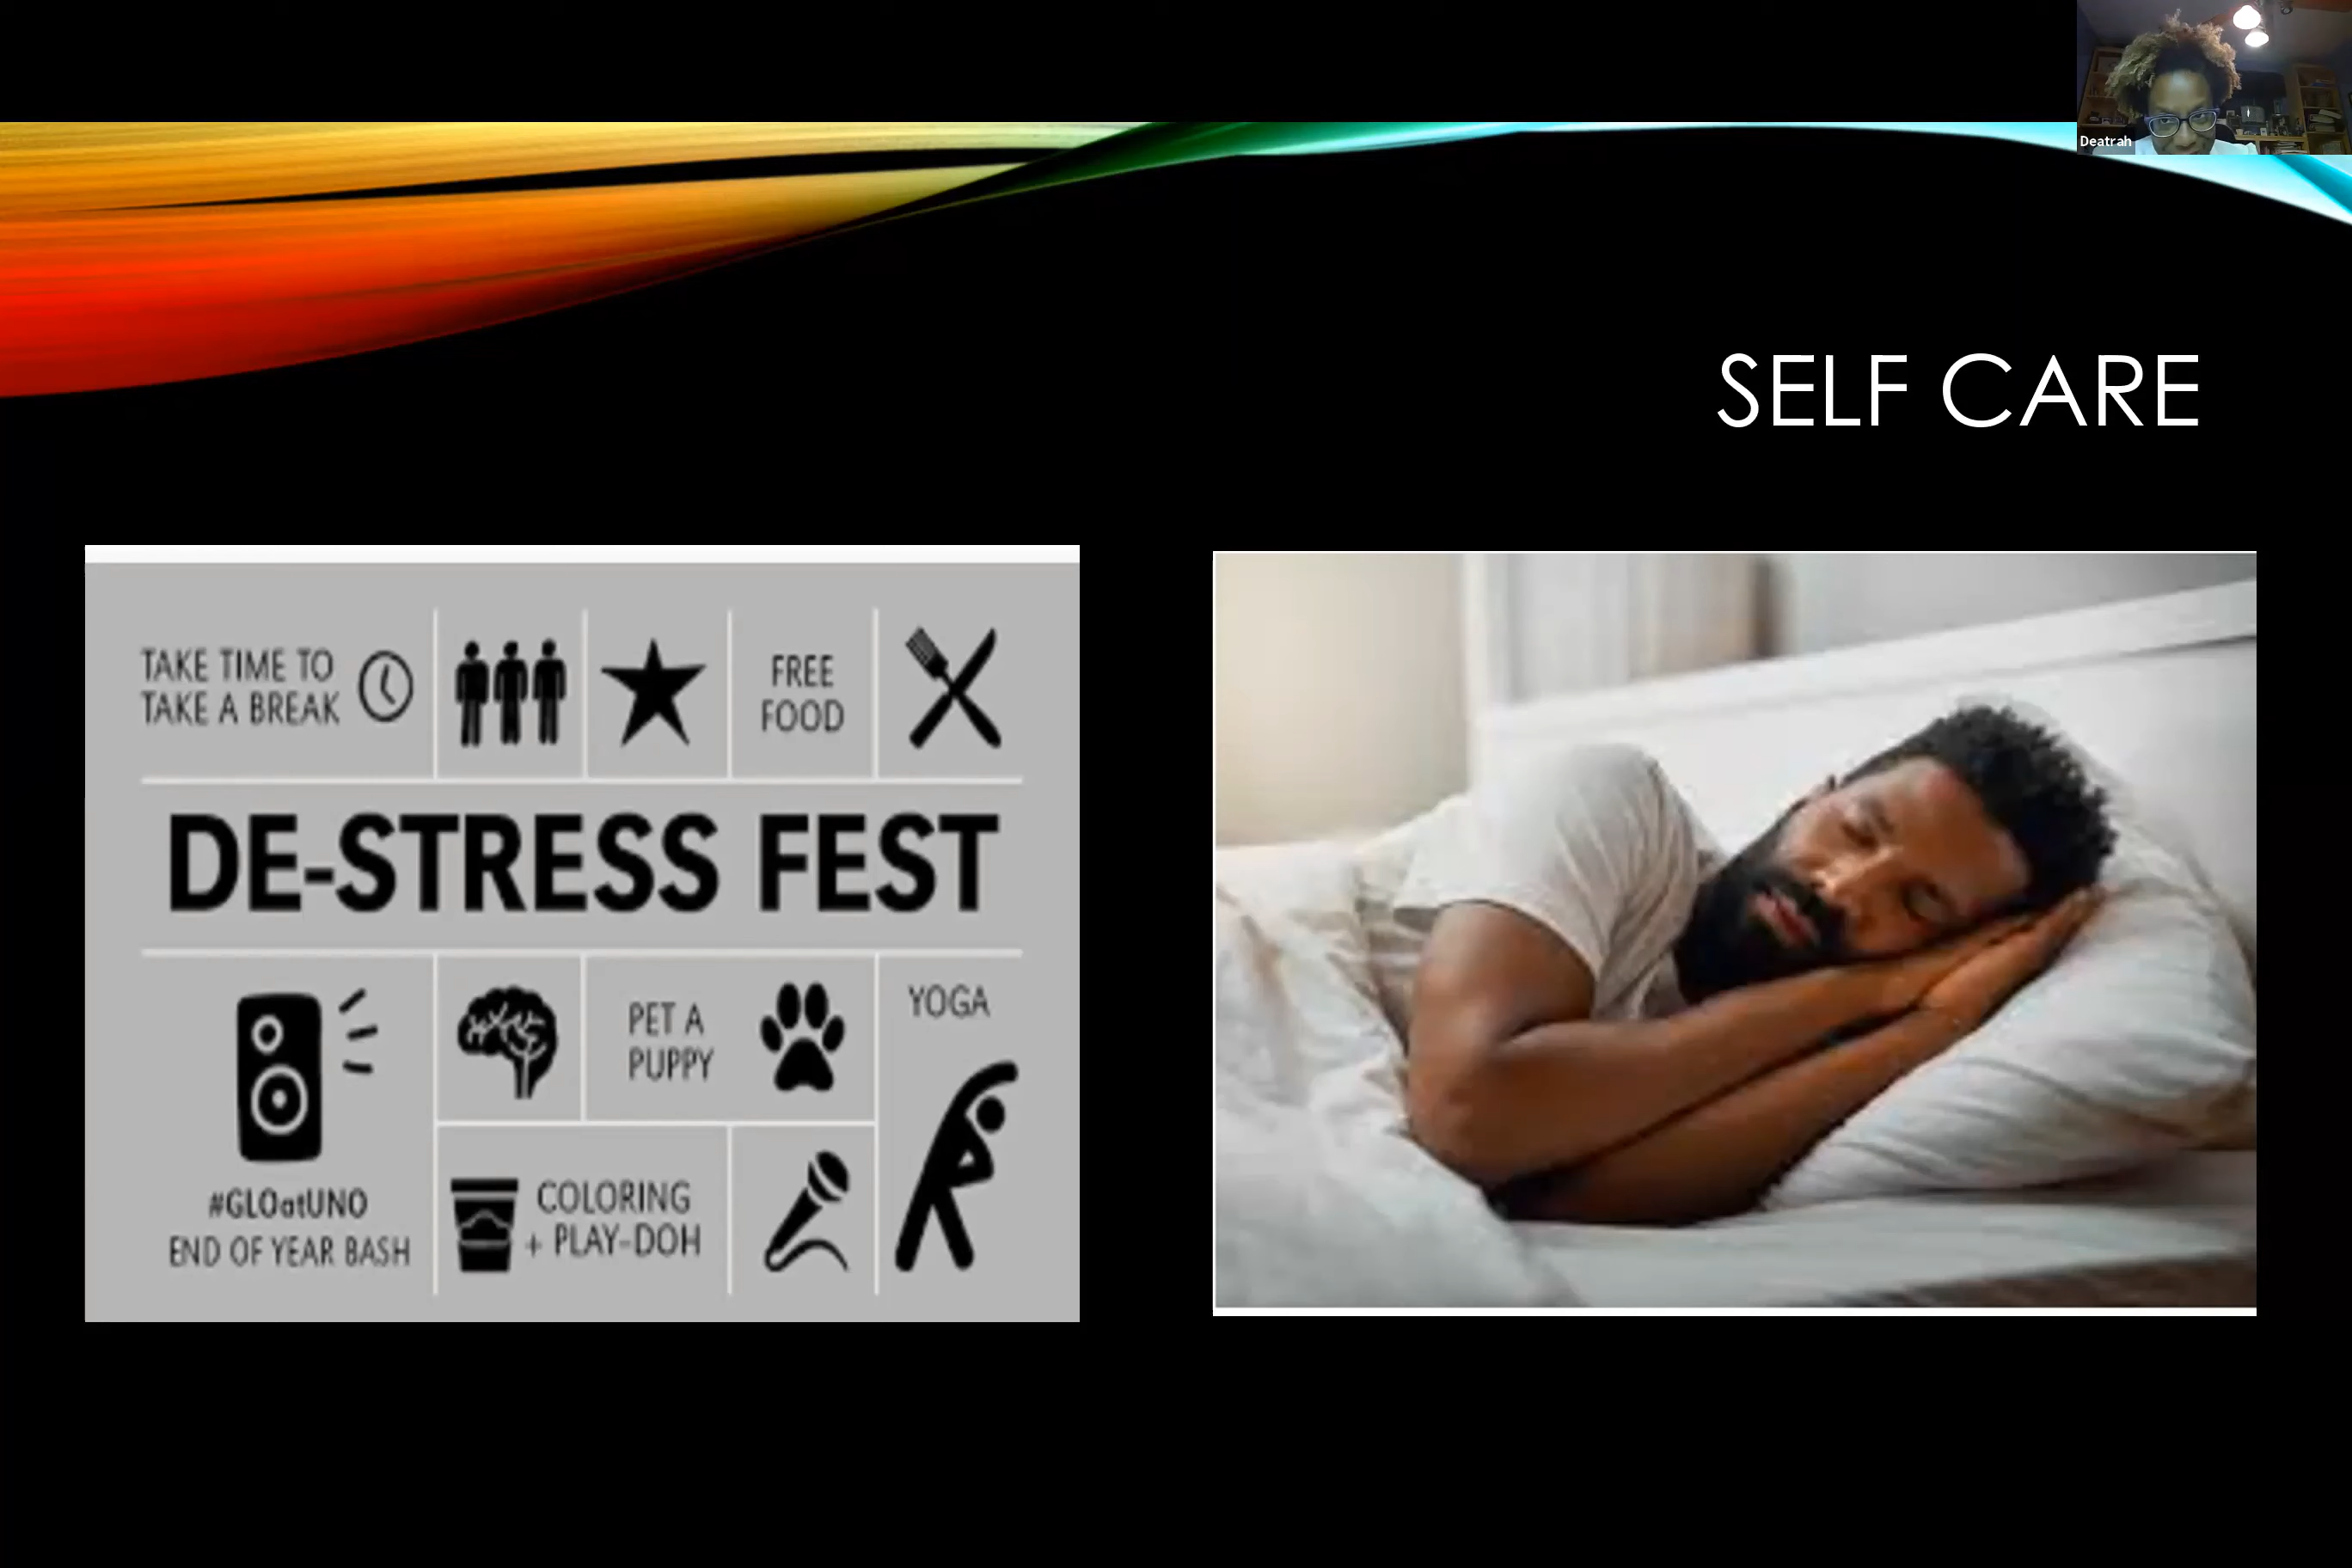 Deatrah
SELF CARE
TAKE TIME TO
TAKE A BREAK
FREE
FOOD
DE-STRESS FEST
PET A
PUPPY
YOGA
#GLOatUNO
END OF YEAR BASH
COLORING
+ PLAY-DOH